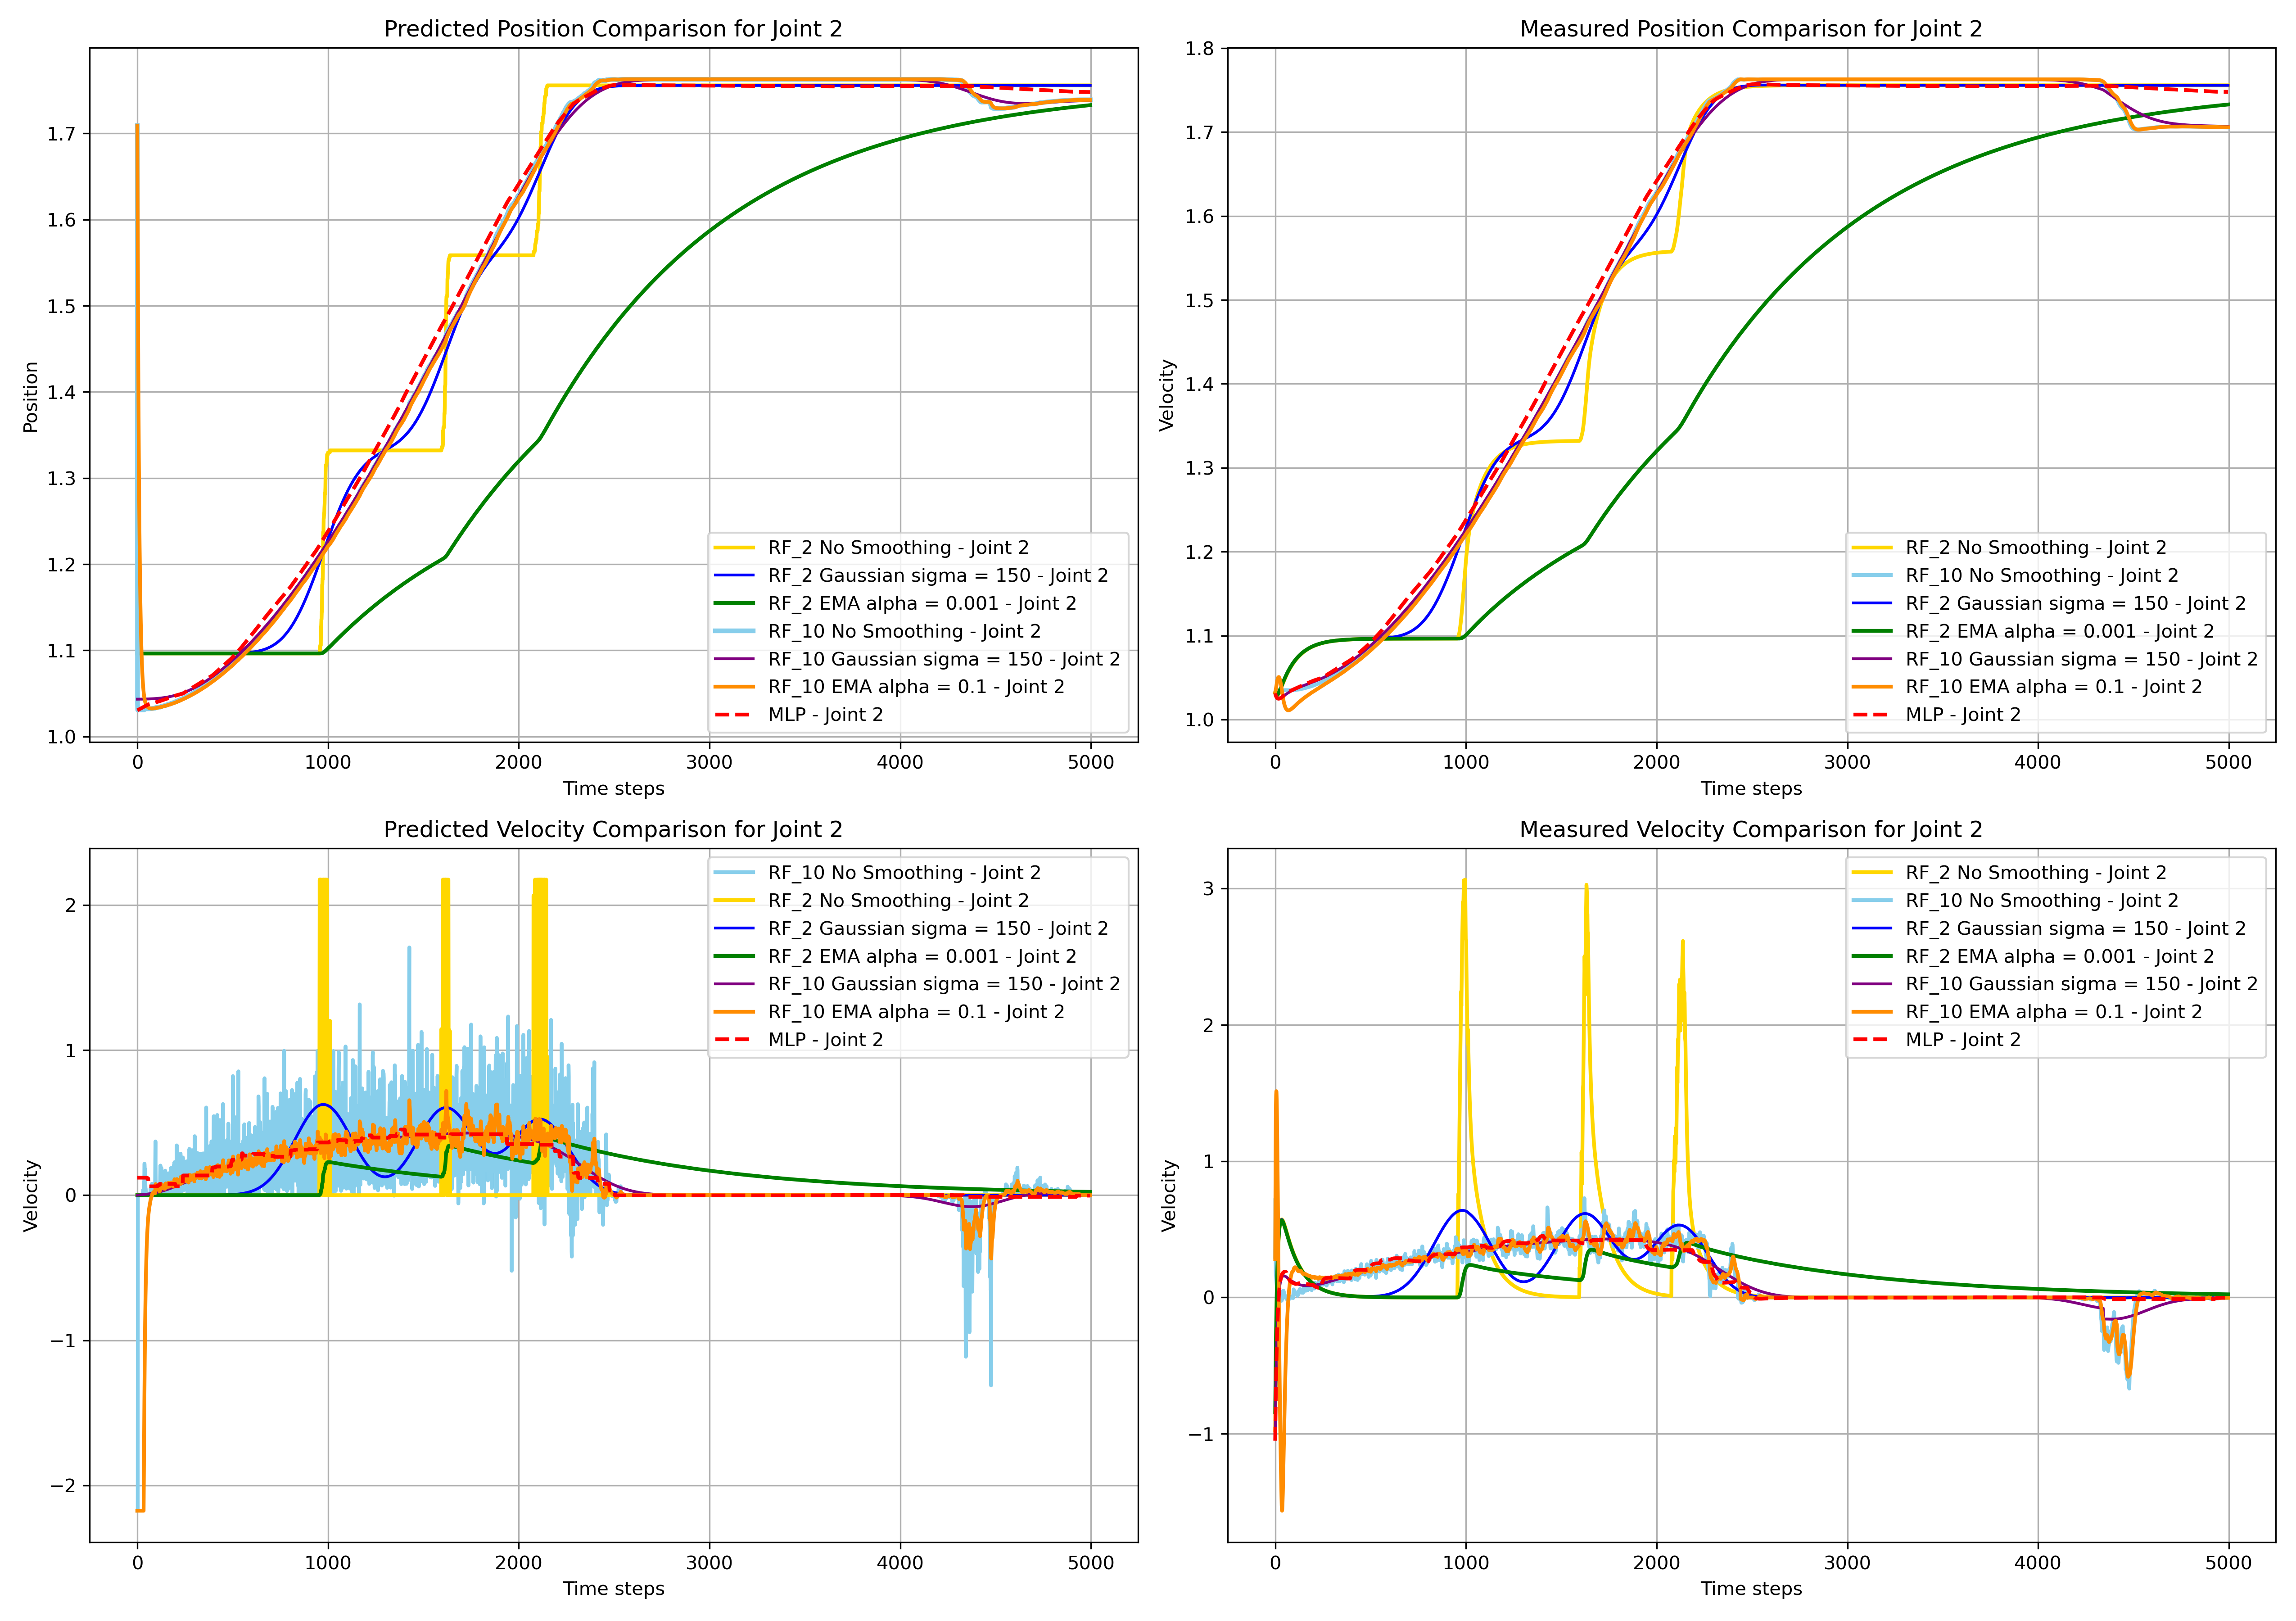 Predicted Position Comparison for Joint 2
Position
1.7
1.6
1.5
1.4
1.3
1.2
1.1
1.0
RF_2 No Smoothing - Joint 2
RF_2 Gaussian sigma = 150 - Joint 2
RF_2 EMA alpha = 0.001 - Joint 2
RF_10 No Smoothing - Joint 2
RF_10 Gaussian sigma = 150 - Joint 2
RF_10 EMA alpha = 0.1 - Joint 2
MLP - Joint 2
0 1000 2000 3000 4000 5000
Time steps
Measured Position Comparison for Joint 2
Velocity
1.8
1.7
1.6
1.5
1.4
1.3
1.2
1.1
1.0
RF_2 No Smoothing - Joint 2
RF_10 No Smoothing - Joint 2
RF_2 Gaussian sigma = 150 - Joint 2
RF_2 EMA alpha = 0.001 - Joint 2
RF_10 Gaussian sigma = 150 - Joint 2
RF_10 EMA alpha = 0.1 - Joint 2
MLP - Joint 2
0 1000 2000 3000 4000 5000
Time steps
Predicted Velocity Comparison for Joint 2
Velocity
2
1
0
−1
−2
RF_10 No Smoothing - Joint 2
RF_2 No Smoothing - Joint 2
RF_2 Gaussian sigma = 150 - Joint 2
RF_2 EMA alpha = 0.001 - Joint 2
RF_10 Gaussian sigma = 150 - Joint 2
RF_10 EMA alpha = 0.1 - Joint 2
MLP - Joint 2
0 1000 2000 3000 4000 5000
Time steps
Measured Velocity Comparison for Joint 2
Velocity
3
2
1
0
−1
RF_2 No Smoothing - Joint 2
RF_10 No Smoothing - Joint 2
RF_2 Gaussian sigma = 150 - Joint 2
RF_2 EMA alpha = 0.001 - Joint 2
RF_10 Gaussian sigma = 150 - Joint 2
RF_10 EMA alpha = 0.1 - Joint 2
MLP - Joint 2
0 1000 2000 3000 4000 5000
Time steps